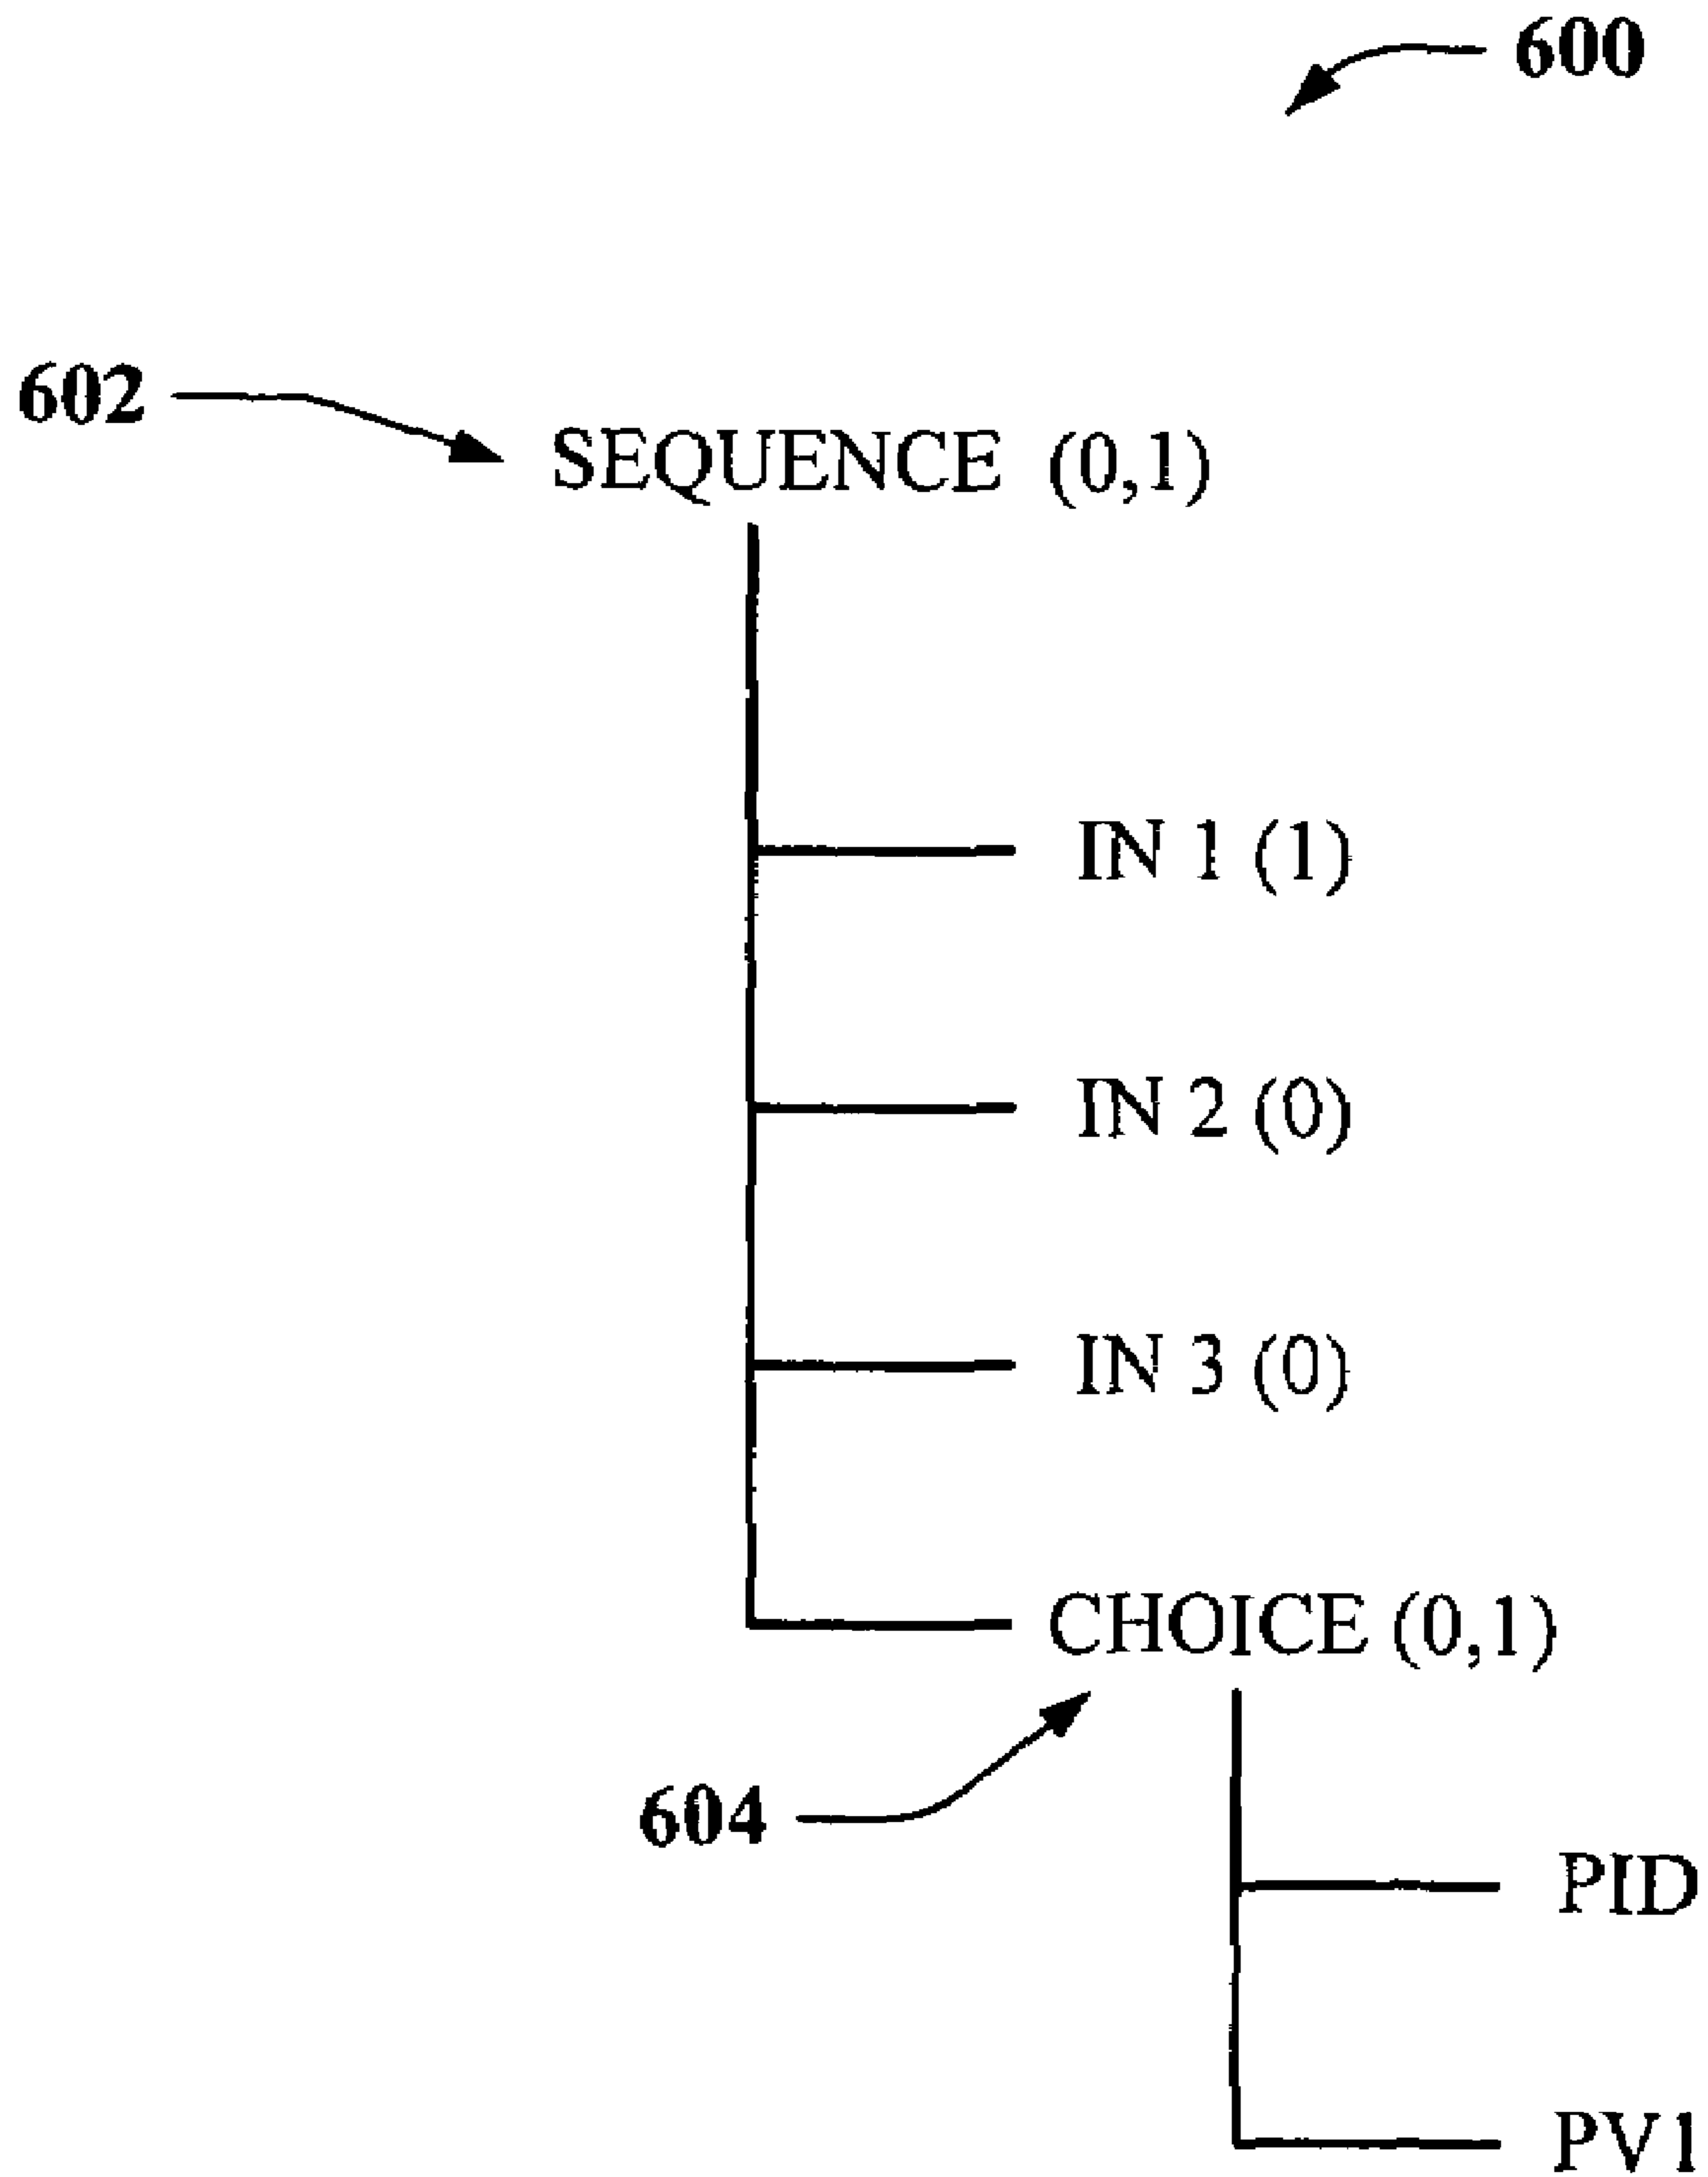 600
602
SEQUENCE (0,1)
IN 1 (1)
IN 2 (0)
IN 3 (0)
CHOICE (0,1)
604
PID
PV1